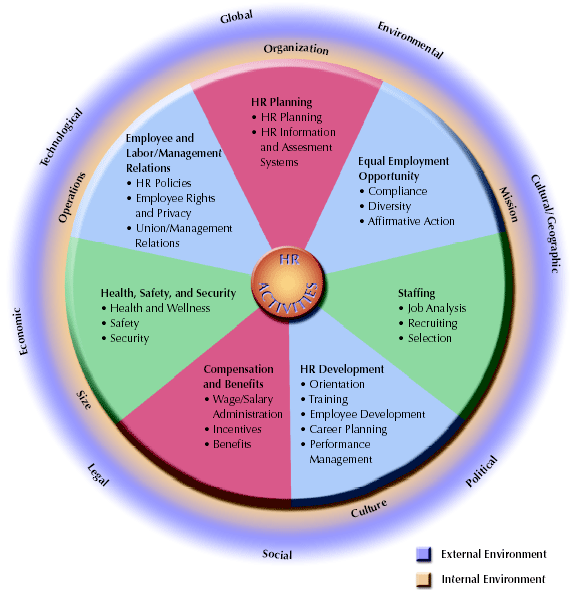 Global
Environmental
Organization
Technological
Operations
Mission
Cultural/Geographic
HR Planning
• HR Planning
• HR Information
and Assesment
Systems
Employee and
Labor/Management
Relations
• HR Policies
• Employee Rights
and Privacy
• Union/Management
Relations
Equal Employment
Opportunity
• Compliance
• Diversity
• Affirmative Action
HR
ACTIVITIES
Health, Safety, and Security
• Health and Wellness
• Safety
• Security
Staffing
• Job Analysis
• Recruiting
• Selection
Compensation
and Benefits
• Wage/Salary
Administration
• Incentives
• Benefits
HR Development
• Orientation
• Training
• Employee Development
• Career Planning
• Performance
Management
Economic
Size
Legal
Culture
Political
Social
External Environment
Internal Environment